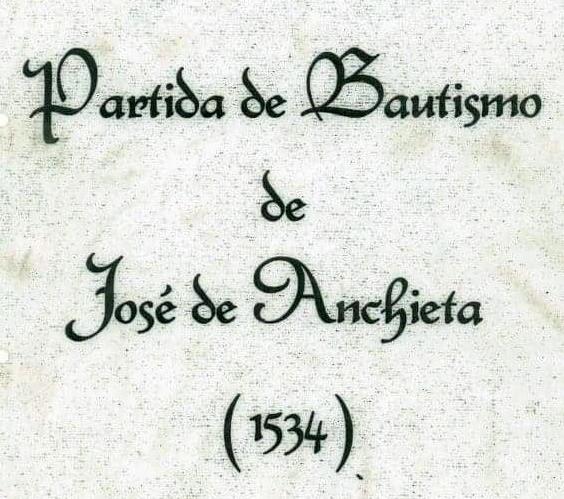 Partida de Bautismo
de
José de Anchieta
(1534)